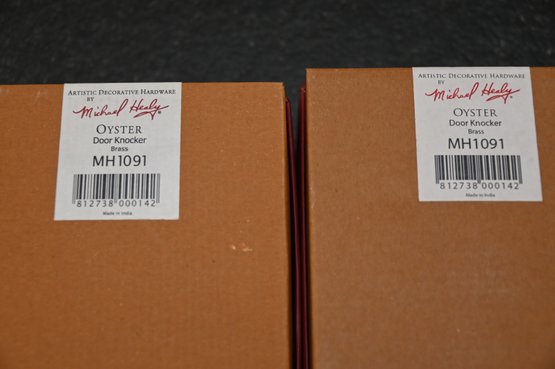 ARTISTIC DECORATIVE HARDWARE
BY
Michael Healy®
OYSTER
Door Knocker
Brass
MH1091
812738 000142
Made in India
ARTISTIC DECORATIVE HARDWARE
BY
Michael Healy®
OYSTER
Door Knocker
Brass
MH1091
812738 000142
Made in India